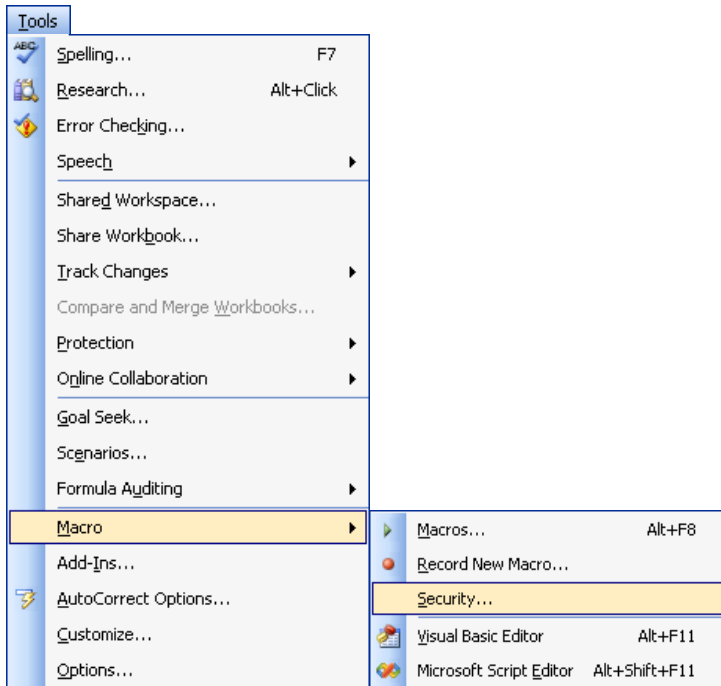 Tools
ABC
Spelling... F7
Research... Alt+Click
Error Checking...
Speech
Shared Workspace...
Share Workbook...
Track Changes
Compare and Merge Workbooks...
Protection
Online Collaboration
Goal Seek...
Scenarios...
Formula Auditing
Macro
Macros... Alt+F8
Add-Ins...
Record New Macro...
AutoCorrect Options...
Security...
Customize...
Visual Basic Editor Alt+F11
Options...
Microsoft Script Editor Alt+Shift+F11